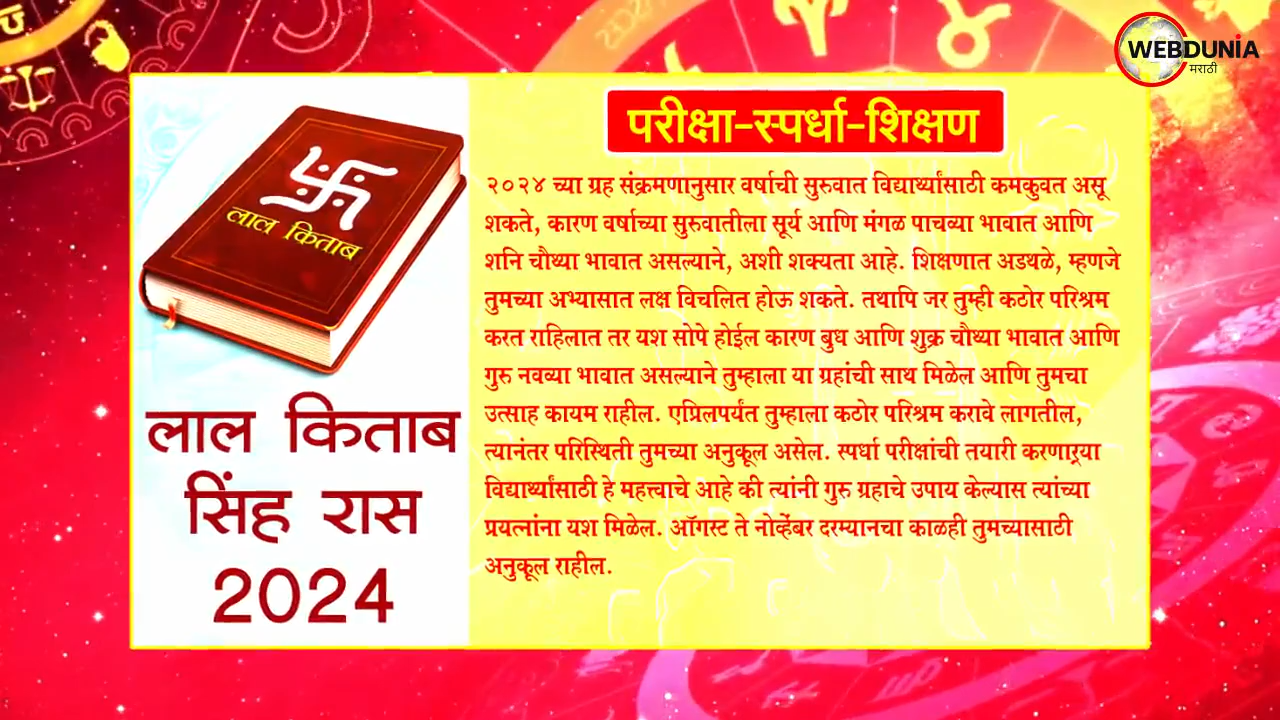 WEBDUNIA
मराठी
लाल किताब
लाल किताब
सिंह रास
2024
परीक्षा-स्पर्धा-शिक्षण
२०२४ च्या ग्रह संक्रमणानुसार वर्षाची सुरुवात विद्यार्थ्यांसाठी कमकुवत असू
शकते, कारण वर्षाच्या सुरुवातीला सूर्य आणि मंगळ पाचव्या भावात आणि
शनि चौथ्या भावात असल्याने, अशी शक्यता आहे. शिक्षणात अडथळे, म्हणजे
तुमच्या अभ्यासात लक्ष विचलित होऊ शकते. तथापि जर तुम्ही कठोर परिश्रम
करत राहिलात तर यश सोपे होईल कारण बुध आणि शुक्र चौथ्या भावात आणि
गुरु नवव्या भावात असल्याने तुम्हाला या ग्रहांची साथ मिळेल आणि तुमचा
उत्साह कायम राहील. एप्रिलपर्यंत तुम्हाला कठोर परिश्रम करावे लागतील,
त्यानंतर परिस्थिती तुमच्या अनुकूल असेल. स्पर्धा परीक्षांची तयारी करणाऱ्या
विद्यार्थ्यांसाठी हे महत्त्वाचे आहे की त्यांनी गुरु ग्रहाचे उपाय केल्यास त्यांच्या
प्रयत्नांना यश मिळेल. ऑगस्ट ते नोव्हेंबर दरम्यानचा काळही तुमच्यासाठी
अनुकूल राहील.